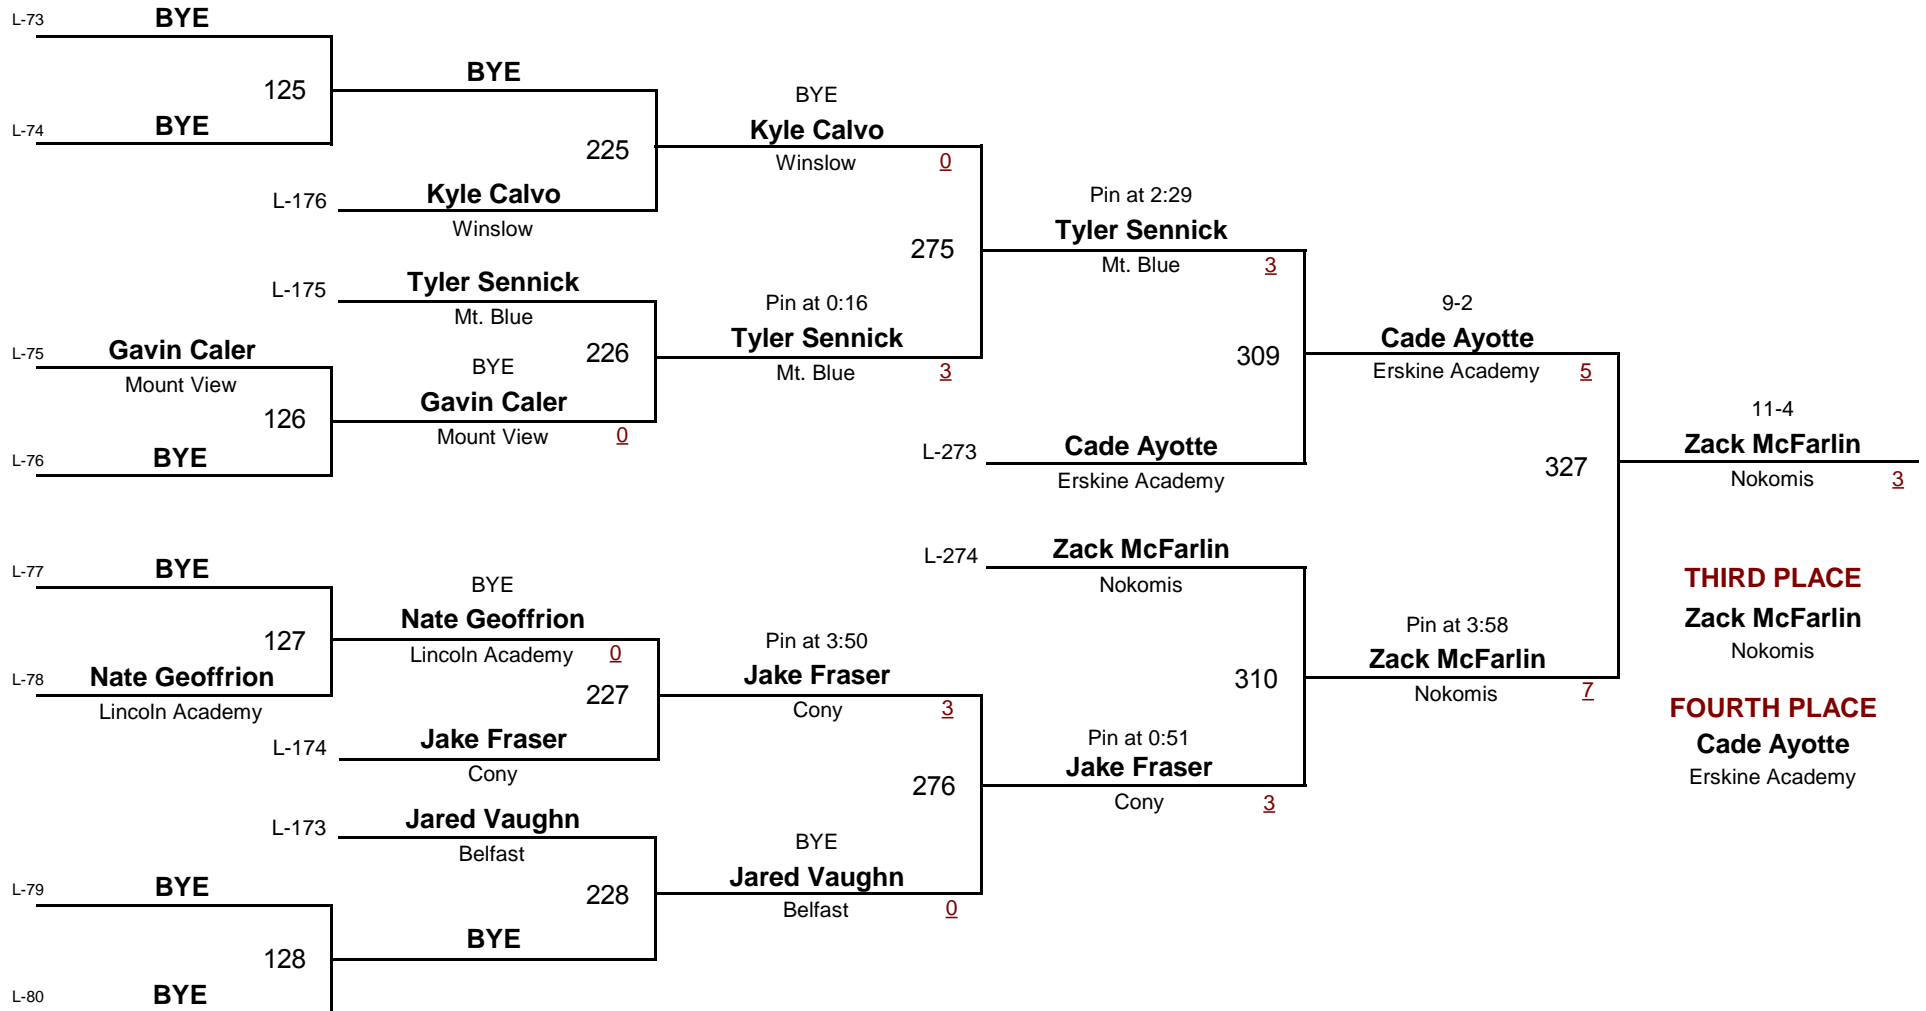 L-73 BYE
125
L-74 BYE
BYE
225
L-176 Kyle Calvo
Winslow
BYE
Kyle Calvo
Winslow 0
275
L-175 Tyler Sennick
Mt. Blue
226
L-75 Gavin Caler
Mount View
126
L-76 BYE
BYE
Gavin Caler
Mount View 0
Pin at 0:16
Tyler Sennick
Mt. Blue 3
Pin at 2:29
Tyler Sennick
Mt. Blue 3
309
L-273 Cade Ayotte
Erskine Academy
9-2
Cade Ayotte
Erskine Academy 5
327
11-4
Zack McFarlin
Nokomis 3
L-77 BYE
127
L-78 Nate Geoffrion
Lincoln Academy
BYE
Nate Geoffrion
Lincoln Academy 0
227
L-174 Jake Fraser
Cony
Pin at 3:50
Jake Fraser
Cony 3
276
L-173 Jared Vaughn
Belfast
228
L-79 BYE
128
L-80 BYE
BYE
BYE
Jared Vaughn
Belfast 0
L-274 Zack McFarlin
Nokomis
310
Pin at 0:51
Jake Fraser
Cony 3
Pin at 3:58
Zack McFarlin
Nokomis 7
THIRD PLACE
Zack McFarlin
Nokomis
FOURTH PLACE
Cade Ayotte
Erskine Academy